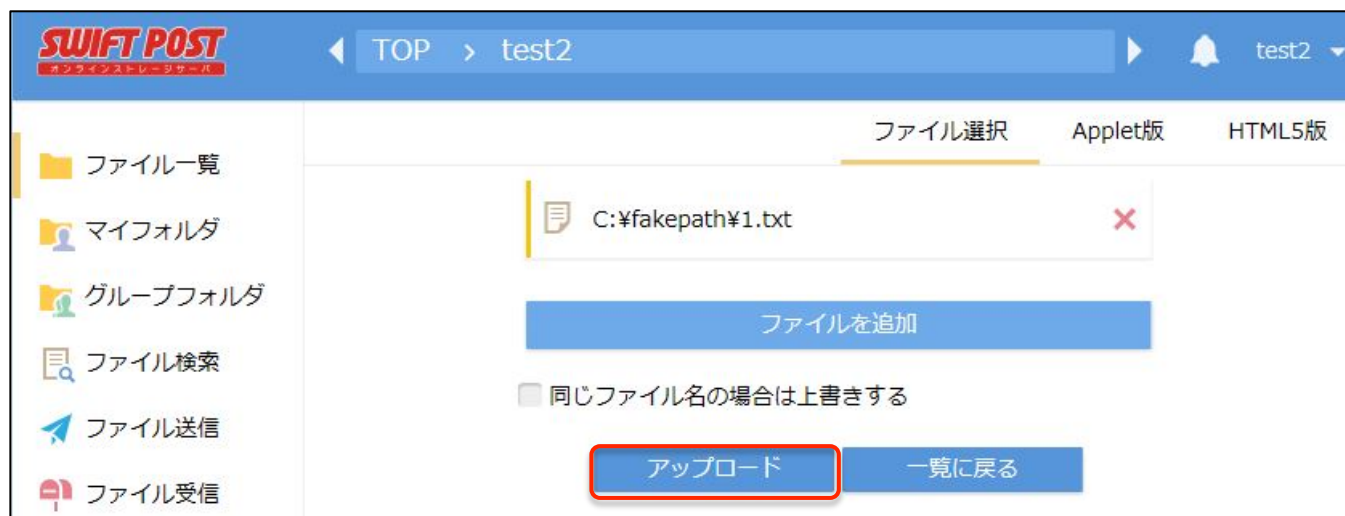 SWIFT POST
オンラインストレージサーバ
TOP > test2
test2
ファイル選択 Applet版 HTML5版
ファイル一覧
マイフォルダ
グループフォルダ
ファイル検索
ファイル送信
ファイル受信
C:¥fakepath¥1.txt
ファイルを追加
同じファイル名の場合は上書きする
アップロード 一覧に戻る